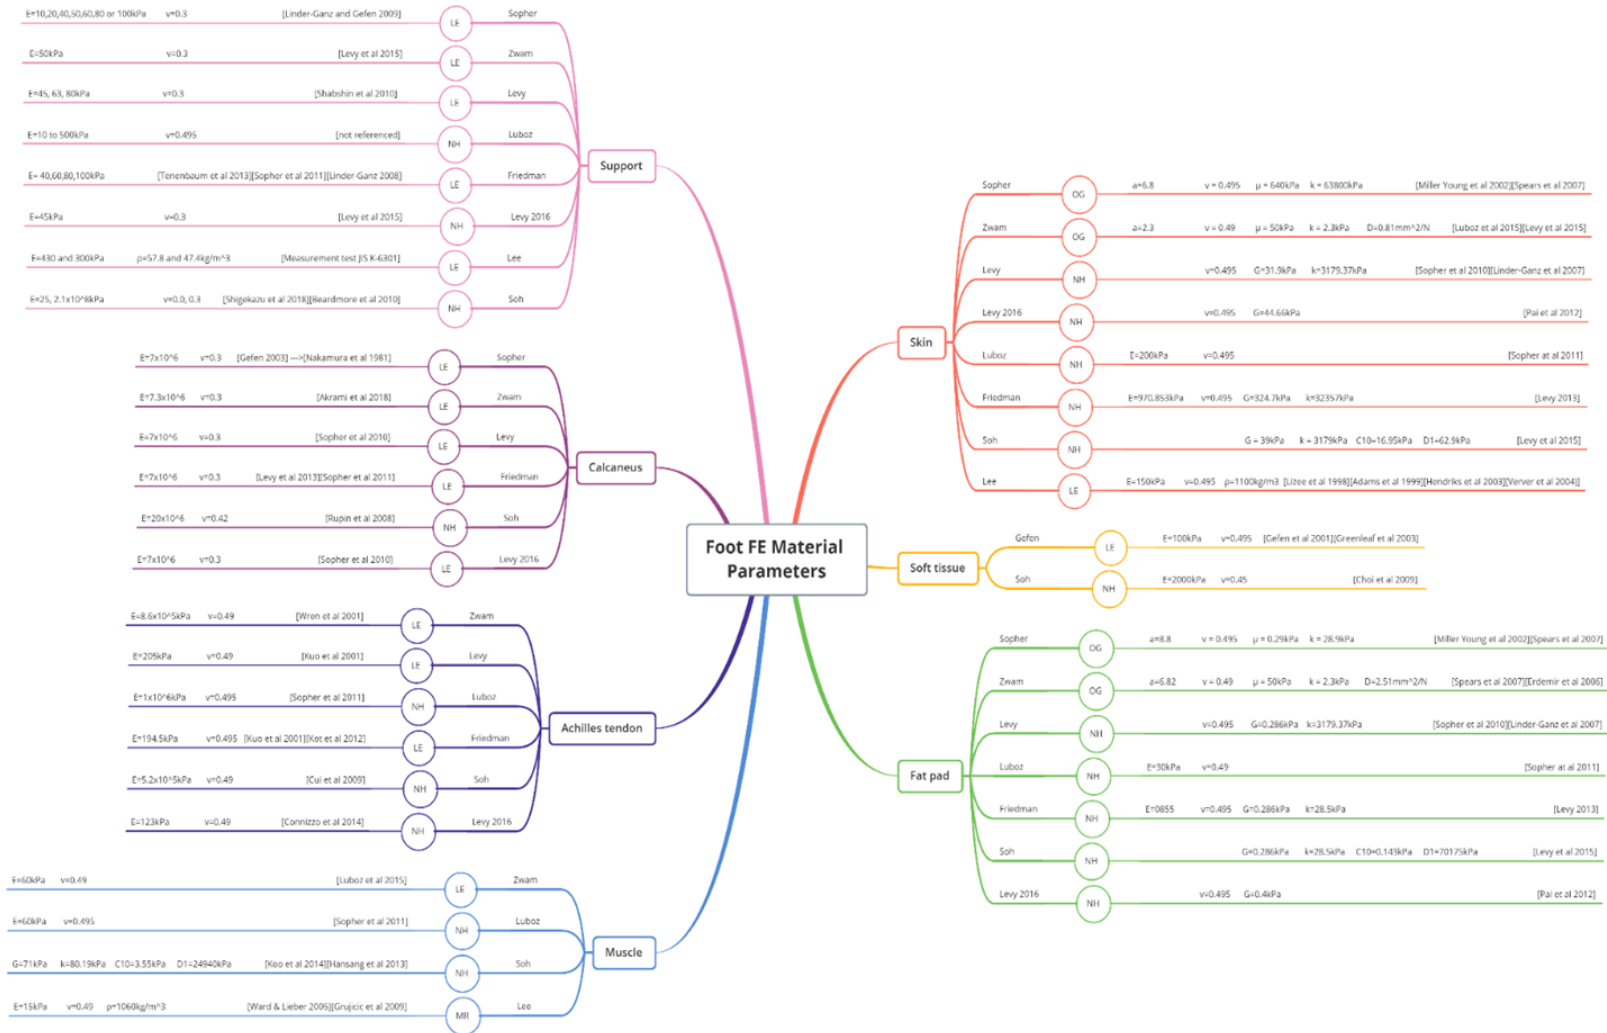 E=10,20,40,50,60,80 or 100kPa v=0.3 [Linder-Ganz and Gefen 2009] LE Sopher
E=50kPa v=0.3 [Levy et al 2015] LE Zwam
E=45, 63, 80kPa v=0.3 [Shabshin et al 2010] LE Levy
E=10 to 500kPa v=0.495 [not referenced] NH Luboz
E= 40,60,80,100kPa [Tenenbaum et al 2013][Sopher et al 2011][Linder-Ganz 2008] LE Friedman
E=45kPa v=0.3 [Levy et al 2015] NH Levy 2016
E=430 and 300kPa ρ=57.8 and 47.4kg/m^3 [Measurement test JIS K-6301] LE Lee
E=25, 2.1x10^8kPa v=0.0, 0.3 [Shigekazu et al 2018][Beardmore et al 2010] NH Soh
Support
E=7x10^6 v=0.3 [Gefen 2003] --->[Nakamura et al 1981] LE Sopher
E=7.3x10^6 v=0.3 [Akrami et al 2018] LE Zwam
E=7x10^6 v=0.3 [Sopher et al 2010] LE Levy
E=7x10^6 v=0.3 [Levy et al 2013][Sopher et al 2011] LE Friedman
E=20x10^6 v=0.42 [Rupin et al 2008] NH Soh
E=7x10^6 v=0.3 [Sopher et al 2010] LE Levy 2016
Calcaneus
E=8.6x10^5kPa v=0.49 [Wren et al 2001] LE Zwam
E=205kPa v=0.49 [Kuo et al 2001] LE Levy
E=1x10^6kPa v=0.495 [Sopher et al 2011] NH Luboz
E=194.5kPa v=0.495 [Kuo et al 2001][Kot et al 2012] LE Friedman
E=5.2x10^5kPa v=0.49 [Cui et al 2009] NH Soh
E=123kPa v=0.49 [Connizzo et al 2014] NH Levy 2016
Achilles tendon
E=60kPa v=0.49 [Luboz et al 2015] LE Zwam
E=60kPa v=0.495 [Sopher et al 2011] NH Luboz
G=71kPa k=80.19kPa C10=3.55kPa D1=24940kPa [Koo et al 2014][Hansang et al 2013] NH Soh
E=15kPa v=0.49 ρ=1060kg/m^3 [Ward & Lieber 2005][Grujicic et al 2009] MR Lee
Muscle
Foot FE Material
Parameters
Skin
Sopher OG a=6.8 v = 0.495 μ = 640kPa k = 63800kPa [Miller Young et al 2002][Spears et al 2007]
Zwam OG a=2.3 v = 0.49 μ = 50kPa k = 2.3kPa D=0.81mm^2/N [Luboz et al 2015][Levy et al 2015]
Levy NH v=0.495 G=31.9kPa k=3179.37kPa [Sopher et al 2010][Linder-Ganz et al 2007]
Levy 2016 NH v=0.495 G=44.66kPa [Pai et al 2012]
Luboz NH E=200kPa v=0.495 [Sopher at al 2011]
Friedman NH E=970.853kPa v=0.495 G=324.7kPa k=32357kPa [Levy 2013]
Soh NH G = 39kPa k = 3179kPa C10=16.95kPa D1=62.9kPa [Levy et al 2015]
Lee LE E=150kPa v=0.495 ρ=1100kg/m3 [Lizee et al 1998][Adams et al 1999][Hendriks et al 2003][Verver et al 2004)]
Soft tissue
Gefen LE E=100kPa v=0.495 [Gefen et al 2001][Greenleaf et al 2003]
Soh NH E=2000kPa v=0.45 [Choi et al 2009]
Fat pad
Sopher OG a=8.8 v = 0.495 μ = 0.29kPa k = 28.9kPa [Miller Young et al 2002][Spears et al 2007]
Zwam OG a=6.82 v = 0.49 μ = 50kPa k = 2.3kPa D=2.51mm^2/N [Spears et al 2007][Erdemir et al 2006]
Levy NH v=0.495 G=0.286kPa k=3179.37kPa [Sopher et al 2010][Linder-Ganz et al 2007]
Luboz NH E=30kPa v=0.49 [Sopher at al 2011]
Friedman NH E=0855 v=0.495 G=0.286kPa k=28.5kPa [Levy 2013]
Soh NH G=0.286kPa k=28.5kPa C10=0.143kPa D1=70175kPa [Levy et al 2015]
Levy 2016 NH v=0.495 G=0.4kPa [Pai et al 2012]